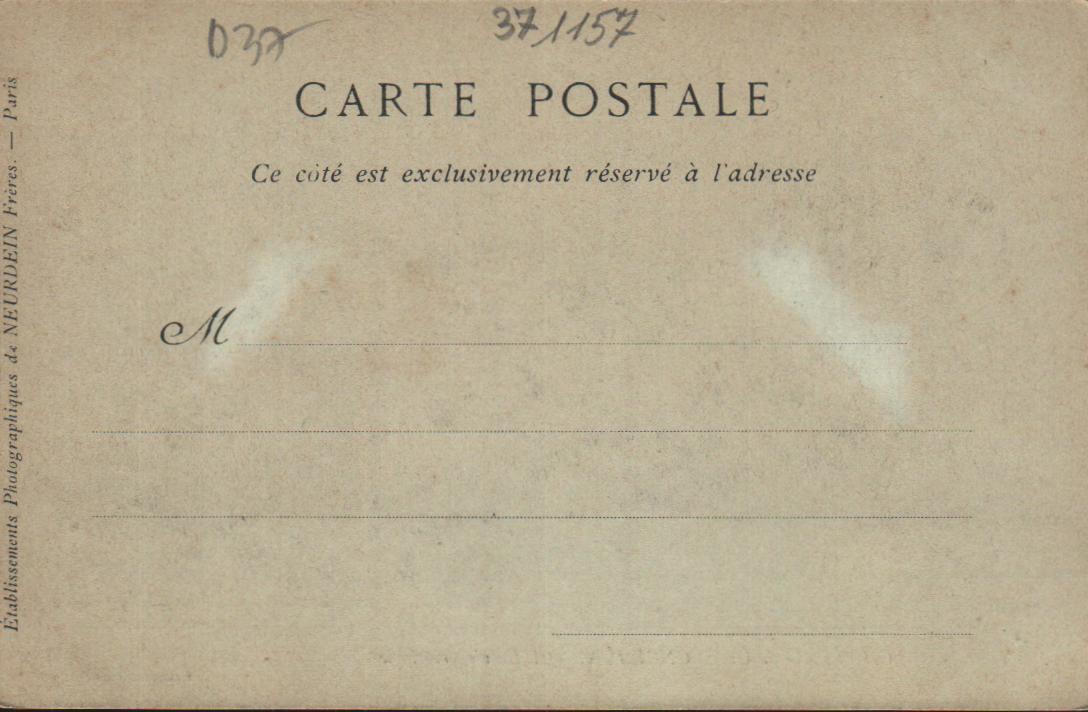 D37
37/1157
CARTE POSTALE
Ce côté est exclusivement réservé à l'adresse
M
Établissements Photographiques de NEURDEIN Frères. — Paris